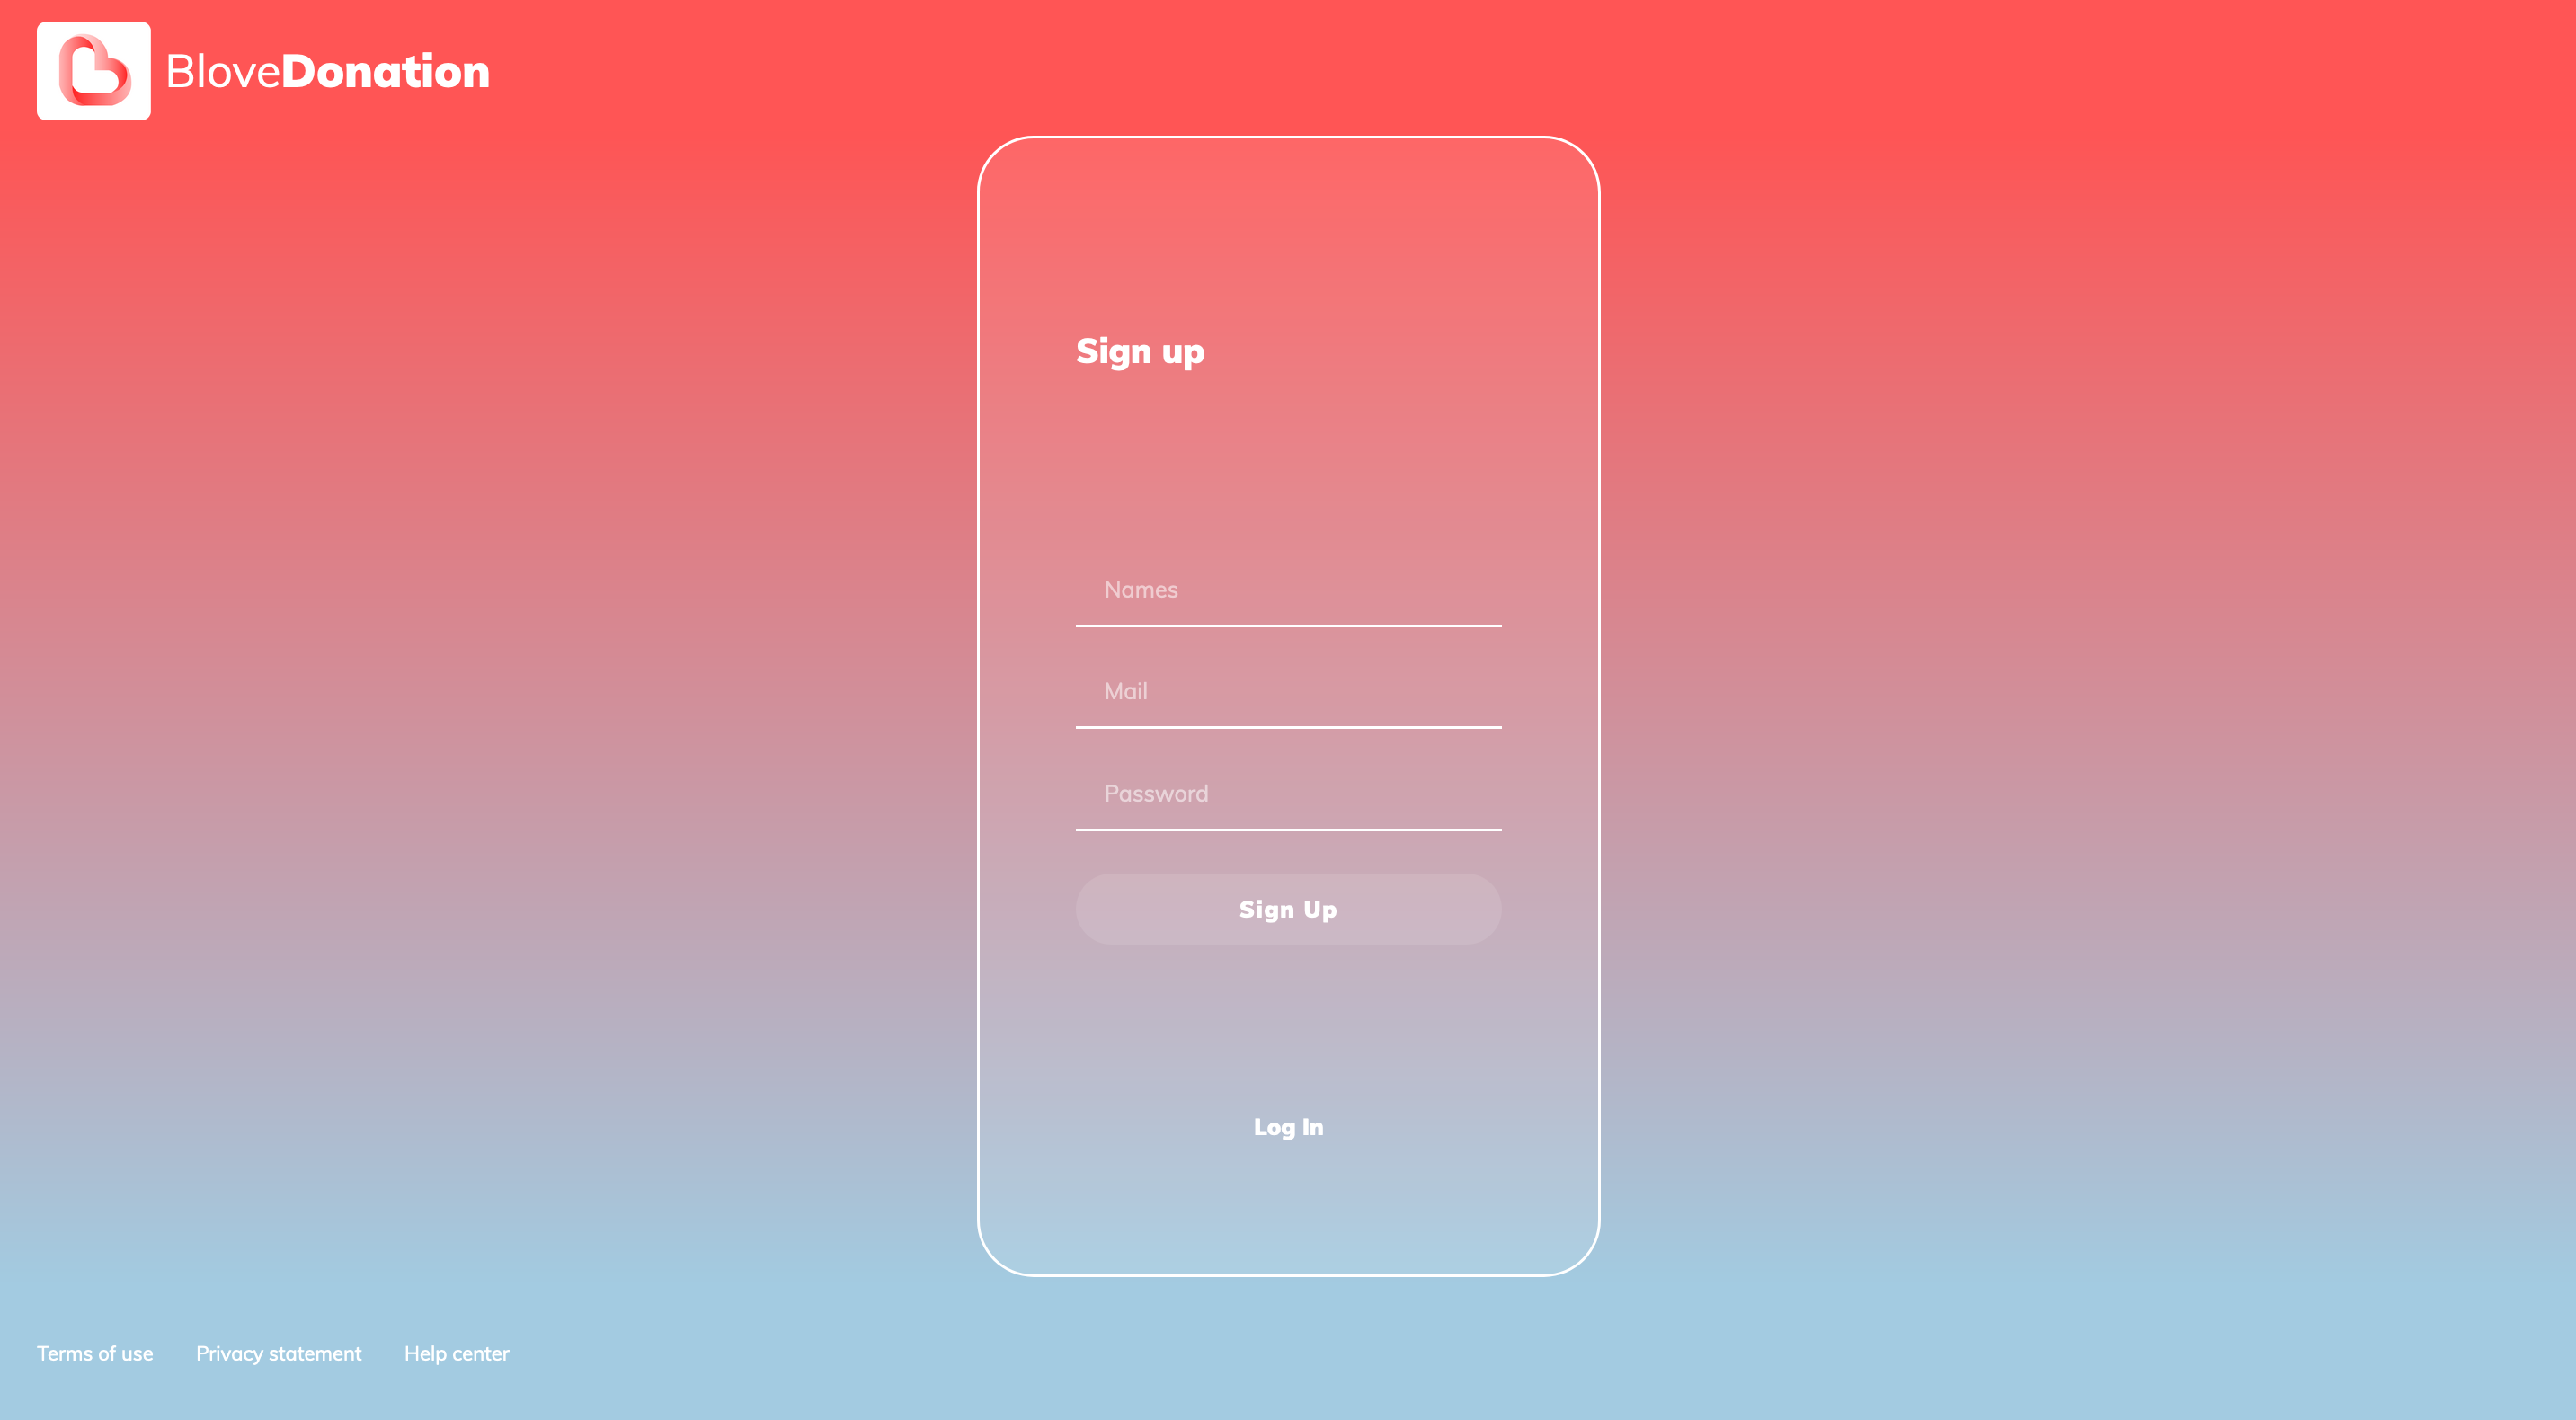 BloveDonation
Sign up
Names
Mail
Password
Sign Up
Log In
Terms of use Privacy statement Help center